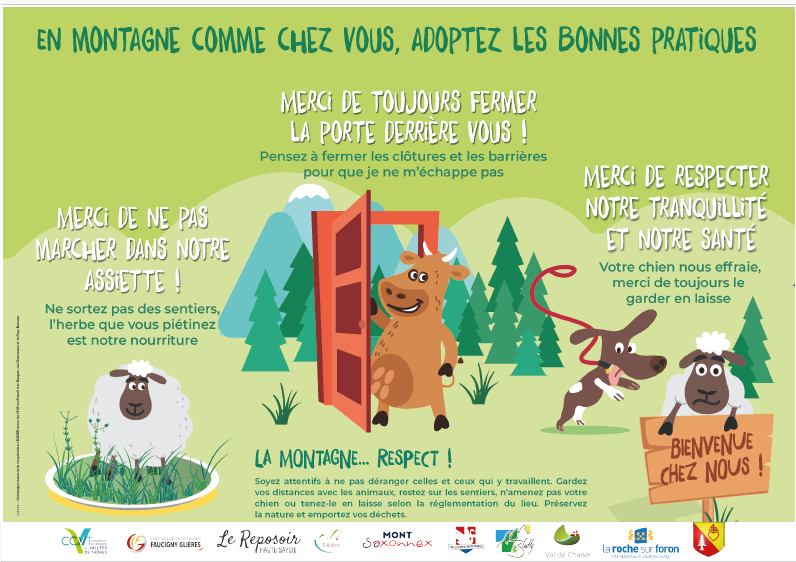 EN MONTAGNE COMME CHEZ VOUS, ADOPTEZ LES BONNES PRATIQUES
MERCI DE TOUJOURS FERMER
LA PORTE DERRIÈRE VOUS !
Pensez à fermer les clôtures et les barrières
pour que je ne m'échappe pas
MERCI DE NE PAS
MARCHER DANS NOTRE
ASSIETTE !
Ne sortez pas des sentiers,
l'herbe que vous piétinez
est notre nourriture
MERCI DE RESPECTER
NOTRE TRANQUILLITÉ
ET NOTRE SANTÉ
Votre chien nous effraie,
merci de toujours le
garder en laisse
BIENVENUE
CHEZ NOUS !
LA MONTAGNE... RESPECT !
Soyez attentifs à ne pas déranger celles et ceux qui y travaillent. Gardez
vos distances avec les animaux, restez sur les sentiers, n'amenez pas votre
chien ou tenez-le en laisse selon la réglementation du lieu. Préservez
la nature et emportez vos déchets.
CCVT
VALLÉES
DE THÔNES
FAUCIGNY GLIÈRES
Le Reposoir
HAUTE SAVOIE
Fillière
MONT
Saxonnex
Val de Chaise
la roche sur foron